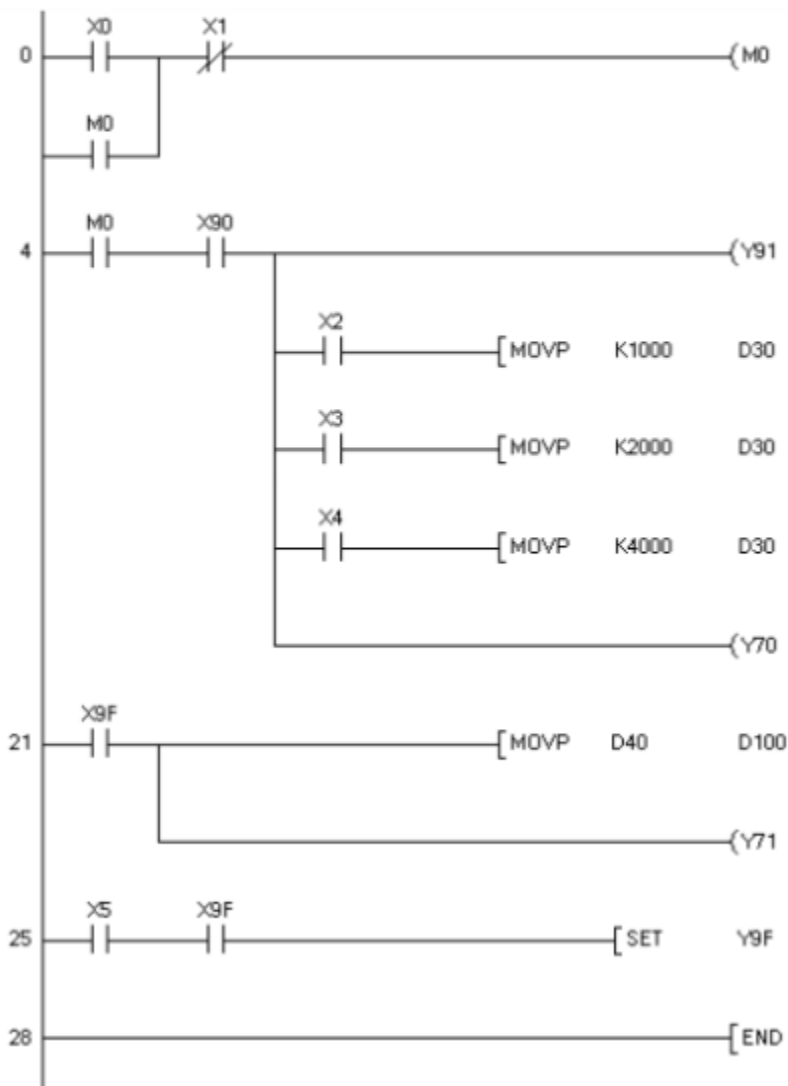 X0 X1
0 (M0
M0
M0 X90
4 (Y91
X2
[MOVP K1000 D30
X3
[MOVP K2000 D30
X4
[MOVP K4000 D30
(Y70
X9F
21 [MOVP D40 D100
(Y71
X5 X9F
25 [SET Y9F
28 [END